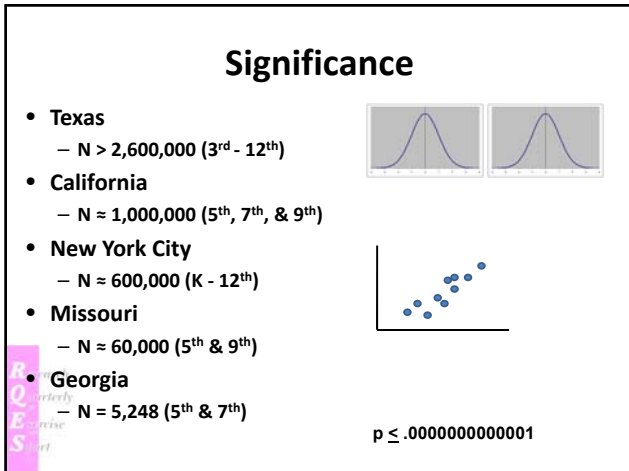 Significance
• Texas
– N > 2,600,000 (3rd - 12th)
• California
– N ≈ 1,000,000 (5th, 7th, & 9th)
• New York City
– N ≈ 600,000 (K - 12th)
• Missouri
– N ≈ 60,000 (5th & 9th)
• Georgia
– N = 5,248 (5th & 7th)
p ≤ .0000000000001
R
Q
E
S